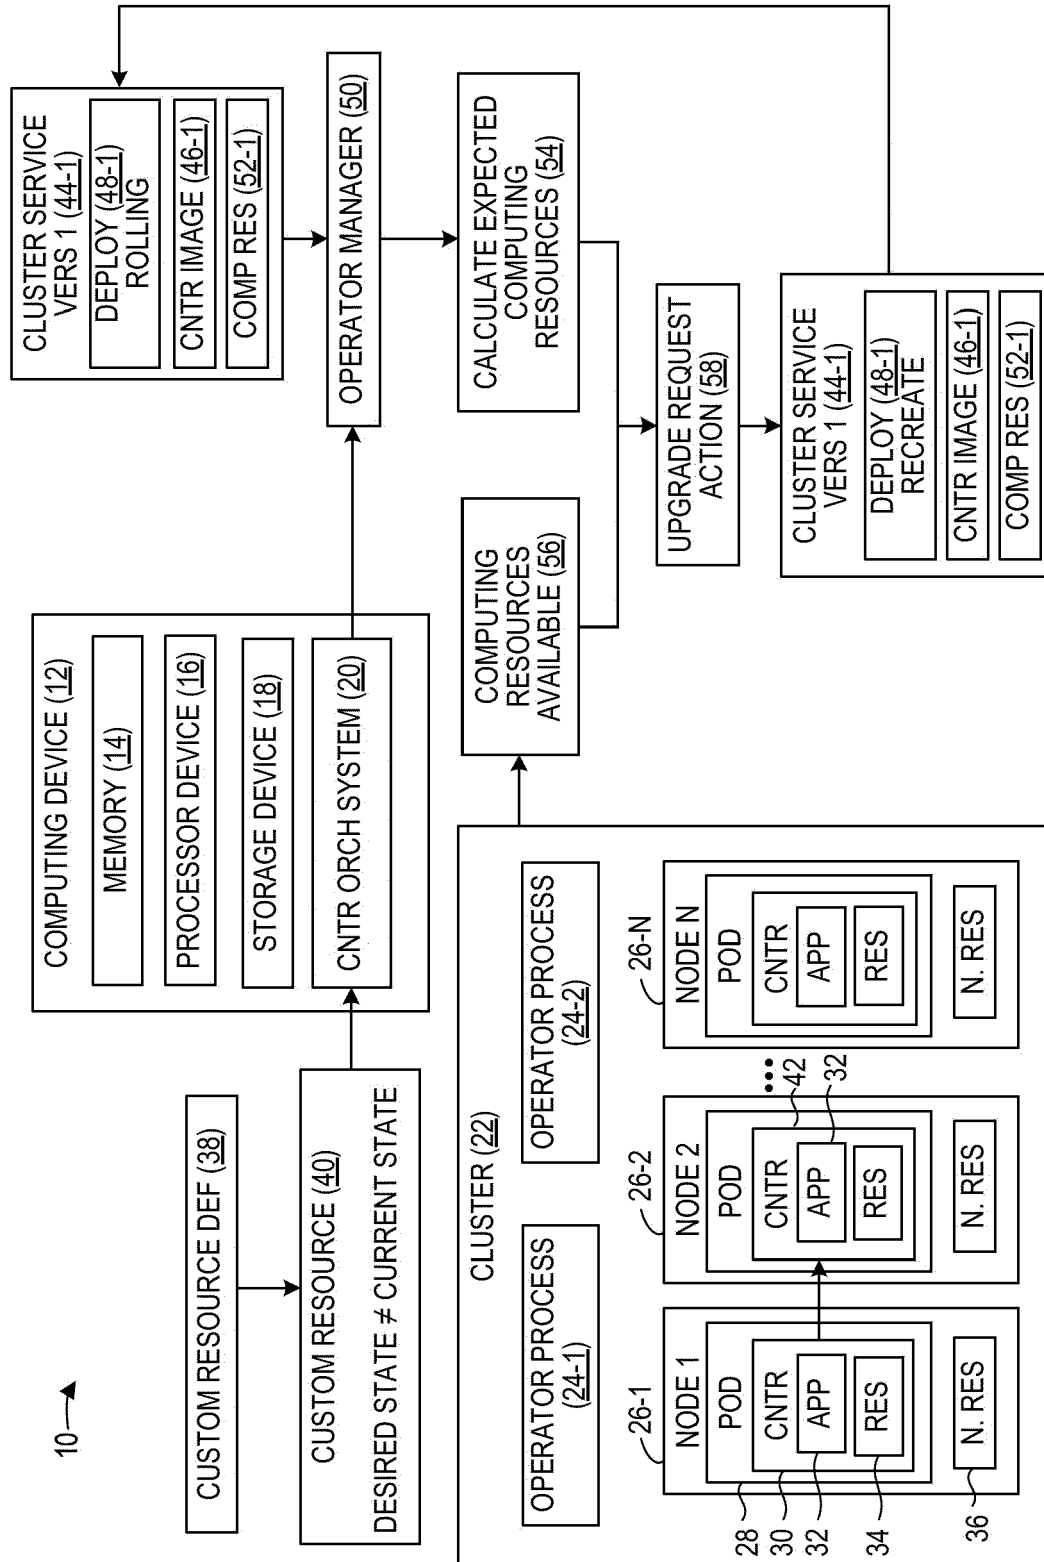 10
CUSTOM RESOURCE DEF (38)
CUSTOM RESOURCE (40)
DESIRED STATE ≠ CURRENT STATE
COMPUTING DEVICE (12)
MEMORY (14)
PROCESSOR DEVICE (16)
STORAGE DEVICE (18)
CNTR ORCH SYSTEM (20)
CLUSTER SERVICE
VERS 1 (44-1)
DEPLOY (48-1)
ROLLING
CNTR IMAGE (46-1)
COMP RES (52-1)
OPERATOR MANAGER (50)
CALCULATE EXPECTED
COMPUTING
RESOURCES (54)
COMPUTING
RESOURCES
AVAILABLE (56)
UPGRADE REQUEST
ACTION (58)
CLUSTER SERVICE
VERS 1 (44-1)
DEPLOY (48-1)
RECREATE
CNTR IMAGE (46-1)
COMP RES (52-1)
CLUSTER (22)
OPERATOR PROCESS
(24-1)
OPERATOR PROCESS
(24-2)
26-1
NODE 1
POD
CNTR
APP
RES
N. RES
28
30
32
34
36
26-2
NODE 2
POD
CNTR
APP
RES
N. RES
42
32
•••
26-N
NODE N
POD
CNTR
APP
RES
N. RES